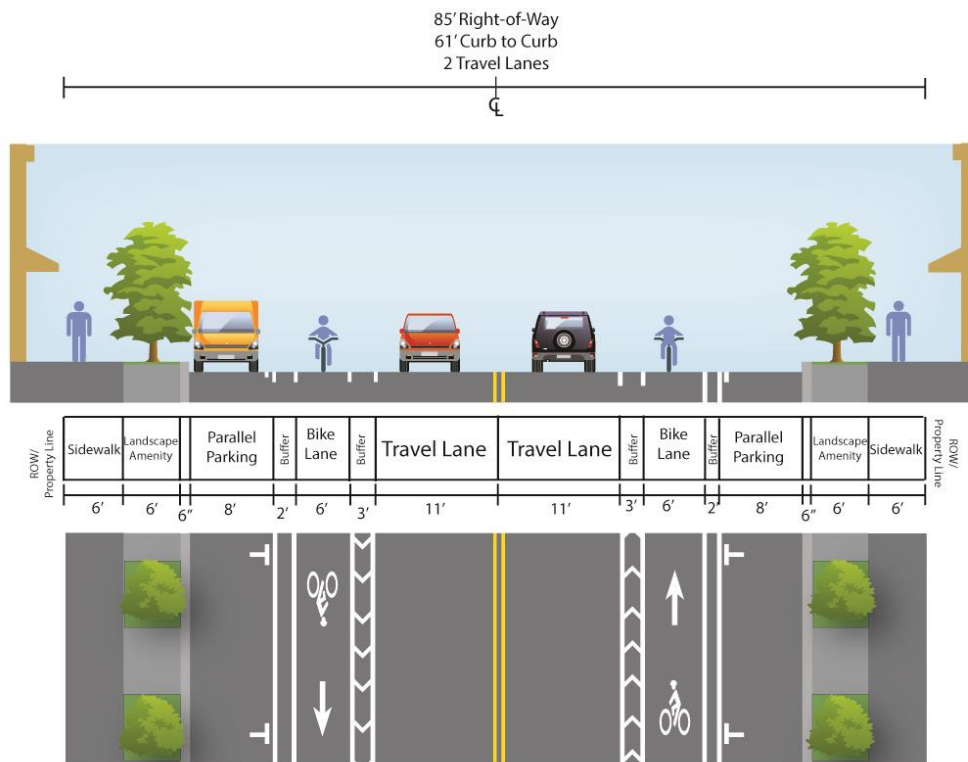 85' Right-of-Way
61' Curb to Curb
2 Travel Lanes
℄
ROW/
Property Line
Sidewalk
Landscape
Amenity
Parallel
Parking
Buffer
Bike
Lane
Buffer
Travel Lane
Travel Lane
Buffer
Bike
Lane
Buffer
Parallel
Parking
Landscape
Amenity
Sidewalk
ROW/
Property Line
6' 6' 6" 8' 2' 6' 3' 11' 11' 3' 6' 2' 8' 6" 6' 6'